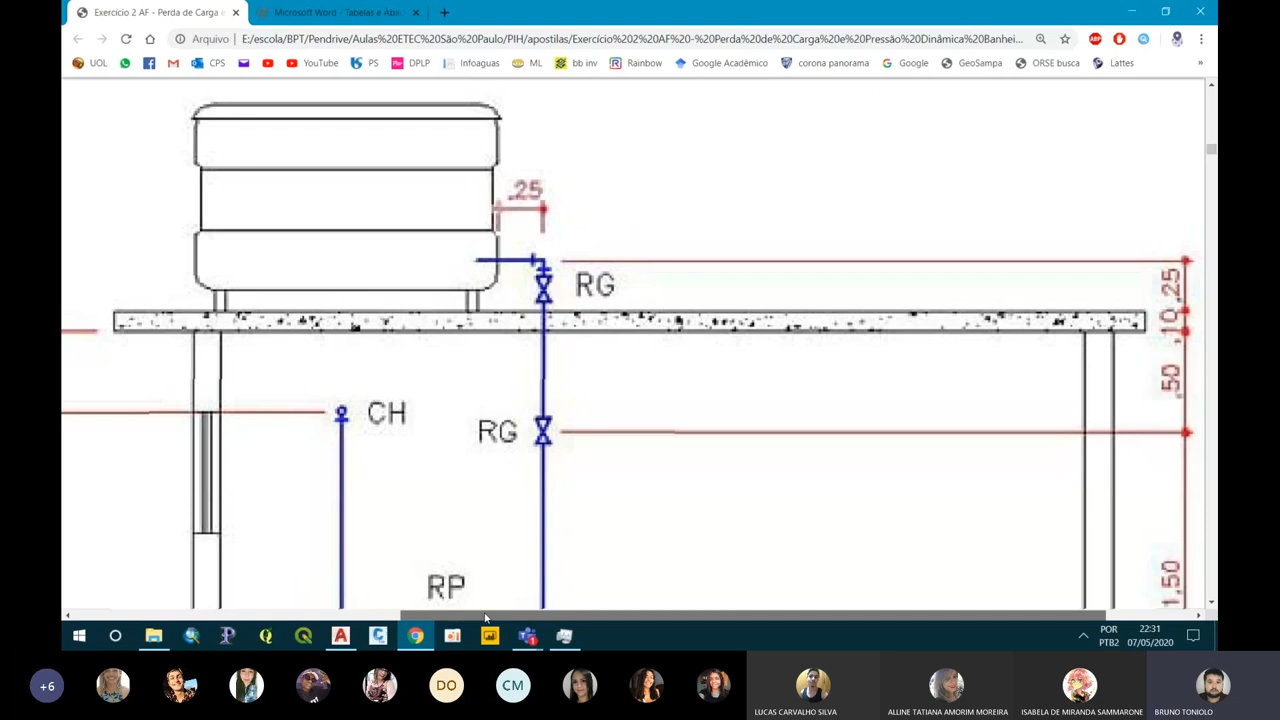 Exercício 2 AF - Perda de Carga e
Microsoft Word - Tabelas e Ába
Arquivo
E:/escola/BPT/Pendrive/Aulas%20ETEC%20São%20Paulo/PIH/apostilas/Exercício%202%20AF%20-%20Perda%20de%20Carga%20e%20Pressão%20Dinâmica%20Banhei...
UOL
CPS
YouTube
PS
DPLP
Infoaguas
ML
bb inv
Rainbow
Google Acadêmico
corona panorama
Google
GeoSampa
ORSE busca
Lattes
»
.25
RG
.25
.10
.50
CH
RG
RP
1.50
POR
PTB2
22:31
07/05/2020
+6
DO
CM
LUCAS CARVALHO SILVA
ALLINE TATIANA AMORIM MOREIRA
ISABELA DE MIRANDA SAMMARONE
BRUNO TONIOLO